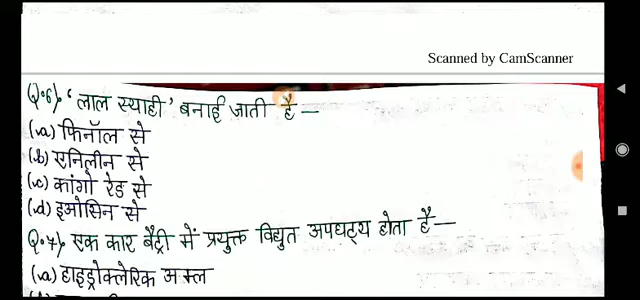 Scanned by CamScanner
Q.6). 'लाल स्याही' बनाई जाती है —
(a) फिनॉल से
(b) एनिलीन से
(c) कांगो रेड से
(d) इओसिन से
Q.7). एक कार बैट्री में प्रयुक्त विद्युत अपघट्य होता है —
(a) हाइड्रोक्लेरिक अम्ल